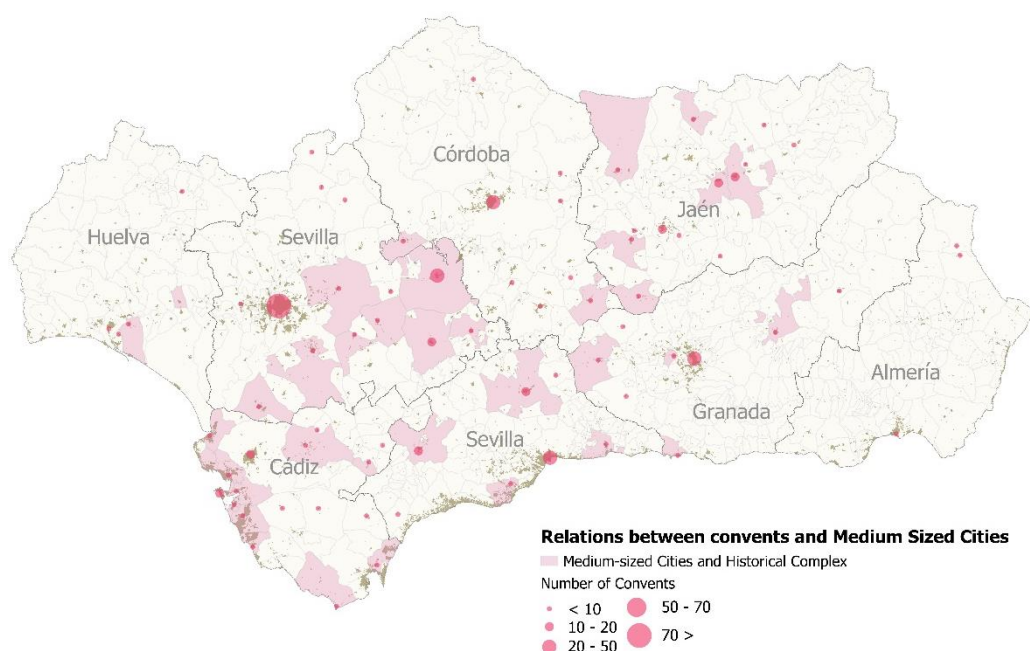 Córdoba
Jaén
Huelva
Sevilla
Almería
Granada
Sevilla
Cádiz
Relations between convents and Medium Sized Cities
Medium-sized Cities and Historical Complex
Number of Convents
< 10
10 - 20
20 - 50
50 - 70
70 >